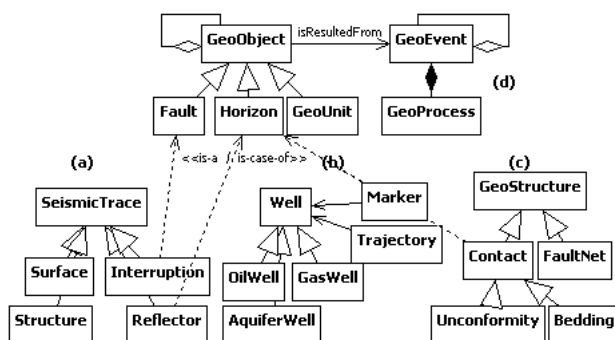 GeoObject isResultedFrom GeoEvent
(d)
Fault Horizon GeoUnit GeoProcess
(a) <<is-a / is-case-of>> (b) (c)
SeismicTrace Well Marker GeoStructure
Trajectory
Surface Interruption OilWell GasWell Contact FaultNet
Structure Reflector AquiferWell Unconformity Bedding